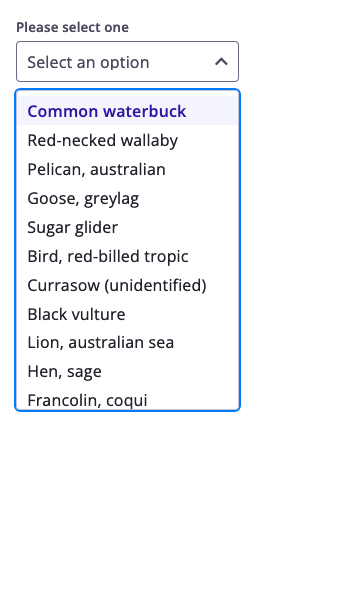 Please select one
Select an option
Common waterbuck
Red-necked wallaby
Pelican, australian
Goose, greylag
Sugar glider
Bird, red-billed tropic
Currasow (unidentified)
Black vulture
Lion, australian sea
Hen, sage
Francolin, coqui